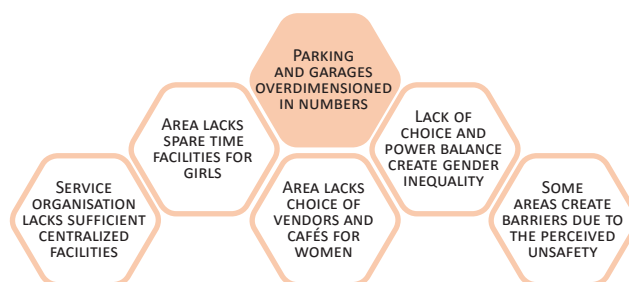 Parking
and garages
overdimensioned
in numbers
Area lacks
spare time
facilities for
girls
Lack of
choice and
power balance
create gender
inequality
Service
organisation
lacks sufficient
centralized
facilities
Area lacks
choice of
vendors and
cafés for
women
Some
areas create
barriers due to
the perceived
unsafety